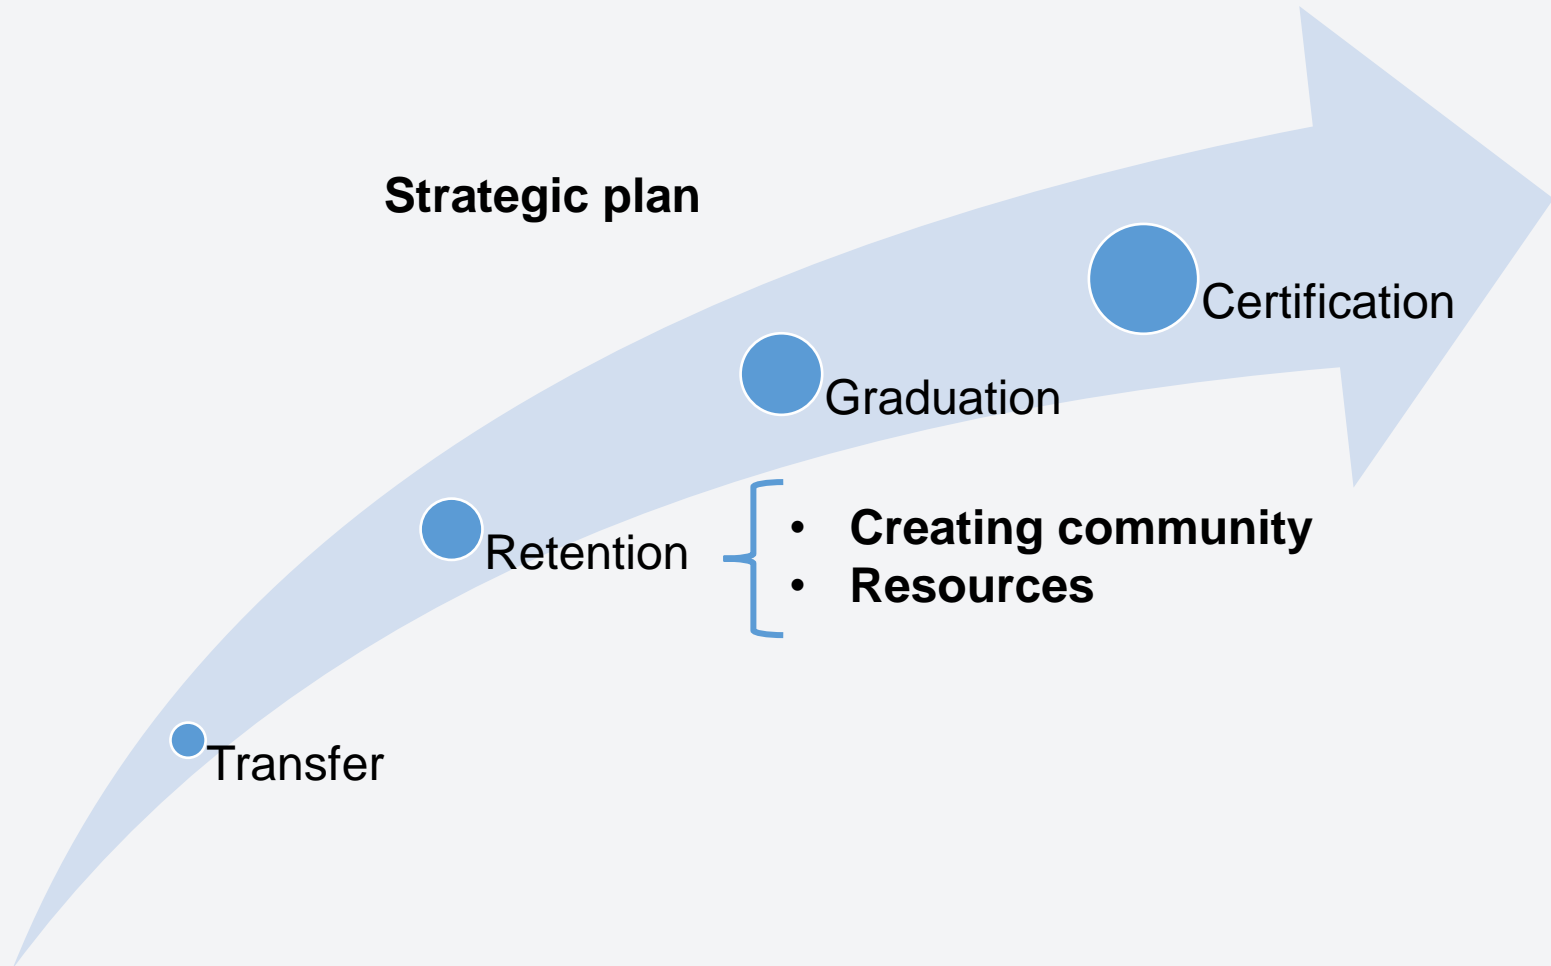 Strategic plan
Certification
Graduation
Retention
• Creating community
• Resources
Transfer